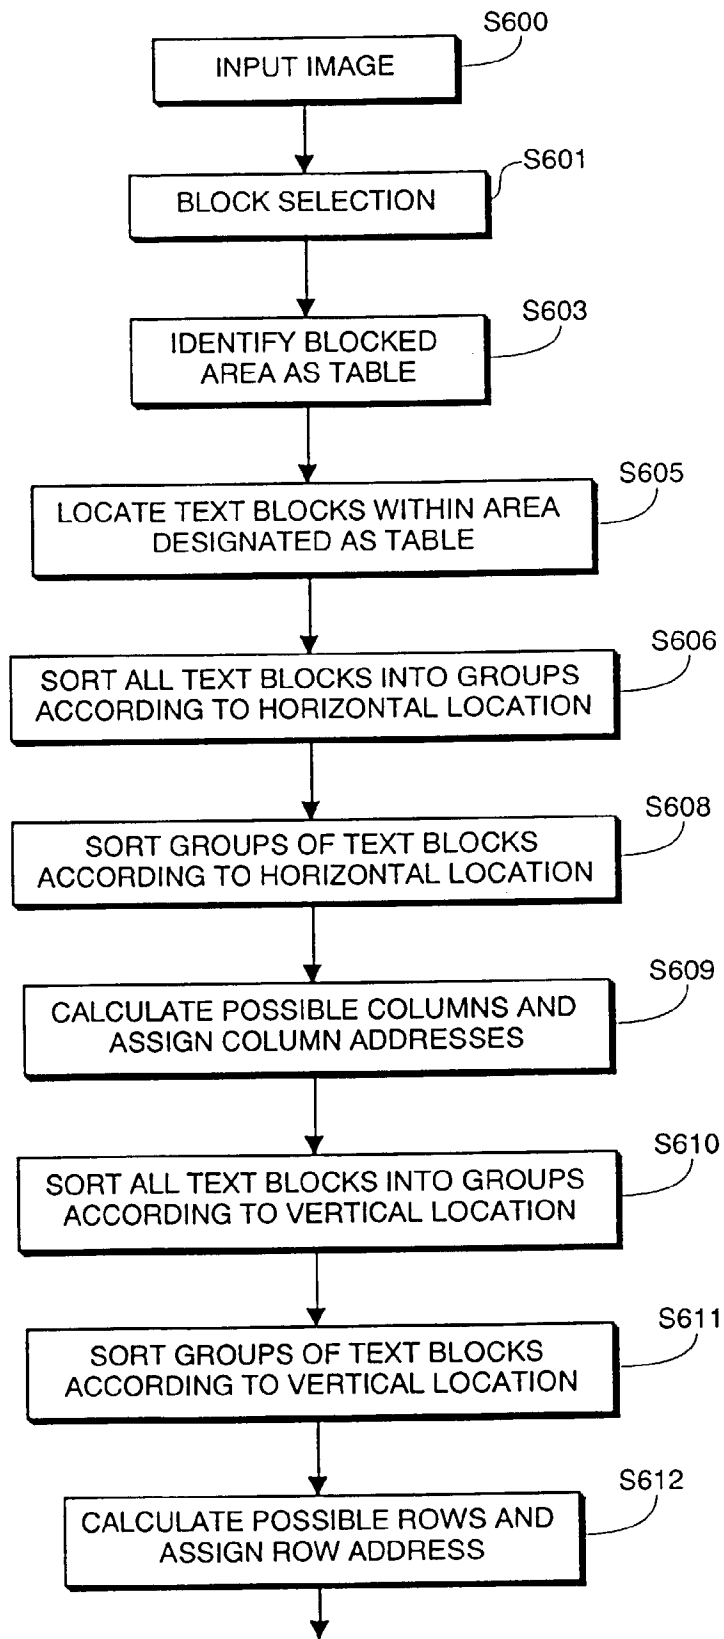 S600
INPUT IMAGE
S601
BLOCK SELECTION
S603
IDENTIFY BLOCKED
AREA AS TABLE
S605
LOCATE TEXT BLOCKS WITHIN AREA
DESIGNATED AS TABLE
S606
SORT ALL TEXT BLOCKS INTO GROUPS
ACCORDING TO HORIZONTAL LOCATION
S608
SORT GROUPS OF TEXT BLOCKS
ACCORDING TO HORIZONTAL LOCATION
S609
CALCULATE POSSIBLE COLUMNS AND
ASSIGN COLUMN ADDRESSES
S610
SORT ALL TEXT BLOCKS INTO GROUPS
ACCORDING TO VERTICAL LOCATION
S611
SORT GROUPS OF TEXT BLOCKS
ACCORDING TO VERTICAL LOCATION
S612
CALCULATE POSSIBLE ROWS AND
ASSIGN ROW ADDRESS